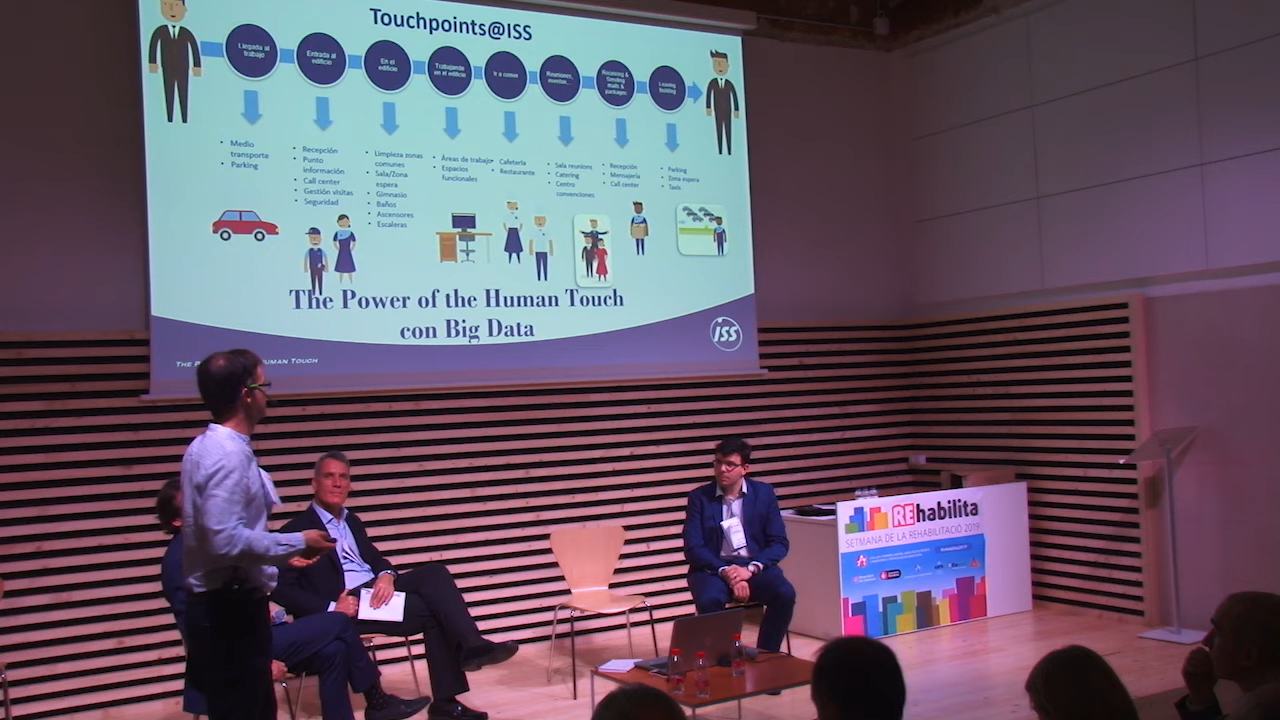 Touchpoints@ISS
Llegada al
trabajo
Entrada al
edificio
En el
edificio
Trabajando
en el edificio
Ir a comer
Reuniones,
eventos...
Receiving &
Sending
mails &
packages
Leaving
Building
• Medio
transporte
• Parking
• Recepción
• Punto
información
• Call center
• Gestión visitas
• Seguridad
• Limpieza zonas
comunes
• Sala/Zona
espera
• Gimnasio
• Baños
• Ascensores
• Escaleras
• Áreas de trabajo
• Espacios
funcionales
• Cafetería
• Restaurante
• Sala reunions
• Catering
• Centro
convenciones
• Recepción
• Mensajería
• Call center
• Parking
• Zona espera
• Taxis
The Power of the Human Touch
con Big Data
ISS
THE P
HUMAN TOUCH
REhabilita
SETMANA DE LA REHABILITACIÓ 2019